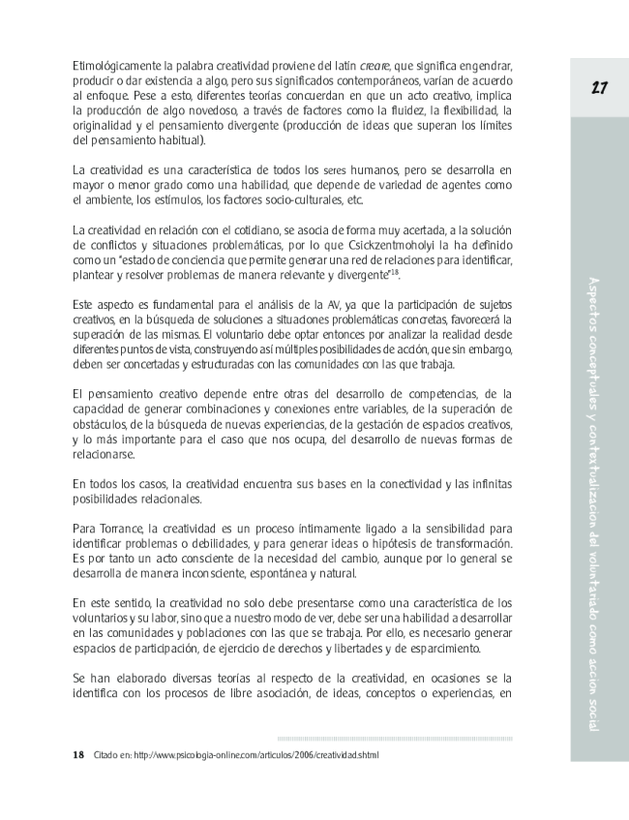 Etimológicamente la palabra creatividad proviene del latín creare, que significa engendrar,
producir o dar existencia a algo, pero sus significados contemporáneos, varían de acuerdo
al enfoque. Pese a esto, diferentes teorías concuerdan en que un acto creativo, implica
la producción de algo novedoso, a través de factores como la fluidez, la flexibilidad, la
originalidad y el pensamiento divergente (producción de ideas que superan los límites
del pensamiento habitual).
La creatividad es una característica de todos los seres humanos, pero se desarrolla en
mayor o menor grado como una habilidad, que depende de variedad de agentes como
el ambiente, los estímulos, los factores socio-culturales, etc.
La creatividad en relación con el cotidiano, se asocia de forma muy acertada, a la solución
de conflictos y situaciones problemáticas, por lo que Csickzentmoholyi la ha definido
como un "estado de conciencia que permite generar una red de relaciones para identificar,
plantear y resolver problemas de manera relevante y divergente"18.
Este aspecto es fundamental para el análisis de la AV, ya que la participación de sujetos
creativos, en la búsqueda de soluciones a situaciones problemáticas concretas, favorecerá la
superación de las mismas. El voluntario debe optar entonces por analizar la realidad desde
diferentes puntos de vista, construyendo así múltiples posibilidades de acción, que sin embargo,
deben ser concertadas y estructuradas con las comunidades con las que trabaja.
El pensamiento creativo depende entre otras del desarrollo de competencias, de la
capacidad de generar combinaciones y conexiones entre variables, de la superación de
obstáculos, de la búsqueda de nuevas experiencias, de la gestación de espacios creativos,
y lo más importante para el caso que nos ocupa, del desarrollo de nuevas formas de
relacionarse.
En todos los casos, la creatividad encuentra sus bases en la conectividad y las infinitas
posibilidades relacionales.
Para Torrance, la creatividad es un proceso íntimamente ligado a la sensibilidad para
identificar problemas o debilidades, y para generar ideas o hipótesis de transformación.
Es por tanto un acto consciente de la necesidad del cambio, aunque por lo general se
desarrolla de manera inconsciente, espontánea y natural.
En este sentido, la creatividad no solo debe presentarse como una característica de los
voluntarios y su labor, sino que a nuestro modo de ver, debe ser una habilidad a desarrollar
en las comunidades y poblaciones con las que se trabaja. Por ello, es necesario generar
espacios de participación, de ejercicio de derechos y libertades y de esparcimiento.
Se han elaborado diversas teorías al respecto de la creatividad, en ocasiones se la
identifica con los procesos de libre asociación, de ideas, conceptos o experiencias, en
18 Citado en: http://www.psicologia-online.com/articulos/2006/creatividad.shtml
27
Aspectos conceptuales y contextualización del voluntariado como acción social